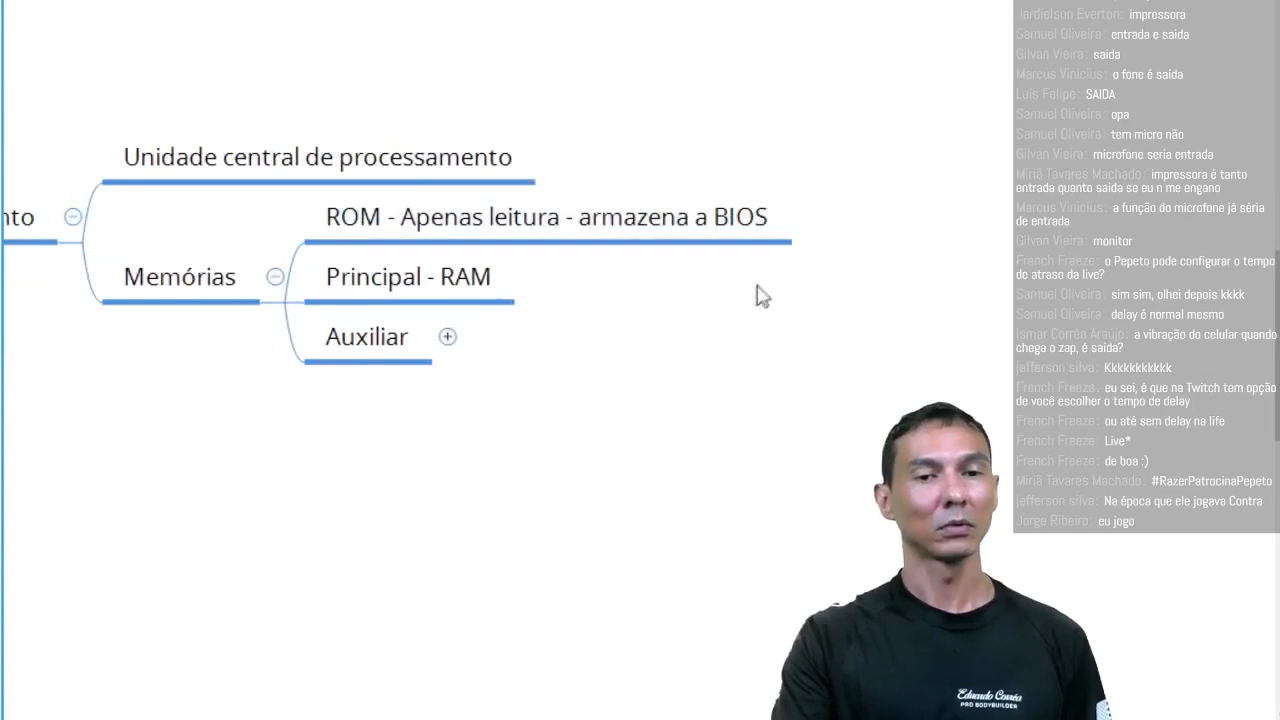 Unidade central de processamento
nto
ROM - Apenas leitura - armazena a BIOS
Memórias
Principal - RAM
Auxiliar
Jardielson Everton: impressora
Samuel Oliveira: entrada e saida
Gilvan Vieira: saida
Marcus Vinicius: o fone é saída
Luís Felipe: SAIDA
Samuel Oliveira: opa
Samuel Oliveira: tem micro não
Gilvan Vieira: microfone seria entrada
Miriã Tavares Machado: impressora é tanto
entrada quanto saida se eu n me engano
Marcus Vinicius: a função do microfone já séria
de entrada
Gilvan Vieira: monitor
French Freeze: o Pepeto pode configurar o tempo
de atraso da live?
Samuel Oliveira: sim sim, olhei depois kkkk
Samuel Oliveira: delay é normal mesmo
Ismar Corrêa Araújo: a vibração do celular quando
chega o zap, é saída?
jefferson silva: Kkkkkkkkkkk
French Freeze: eu sei, é que na Twitch tem opção
de você escolher o tempo de delay
French Freeze: ou até sem delay na life
French Freeze: Live*
French Freeze: de boa :)
Miriã Tavares Machado: #RazerPatrocinaPepeto
jefferson silva: Na época que ele jogava Contra
Jorge Ribeiro: eu jogo
Eduardo Corrêa
PRO BODYBUILDER